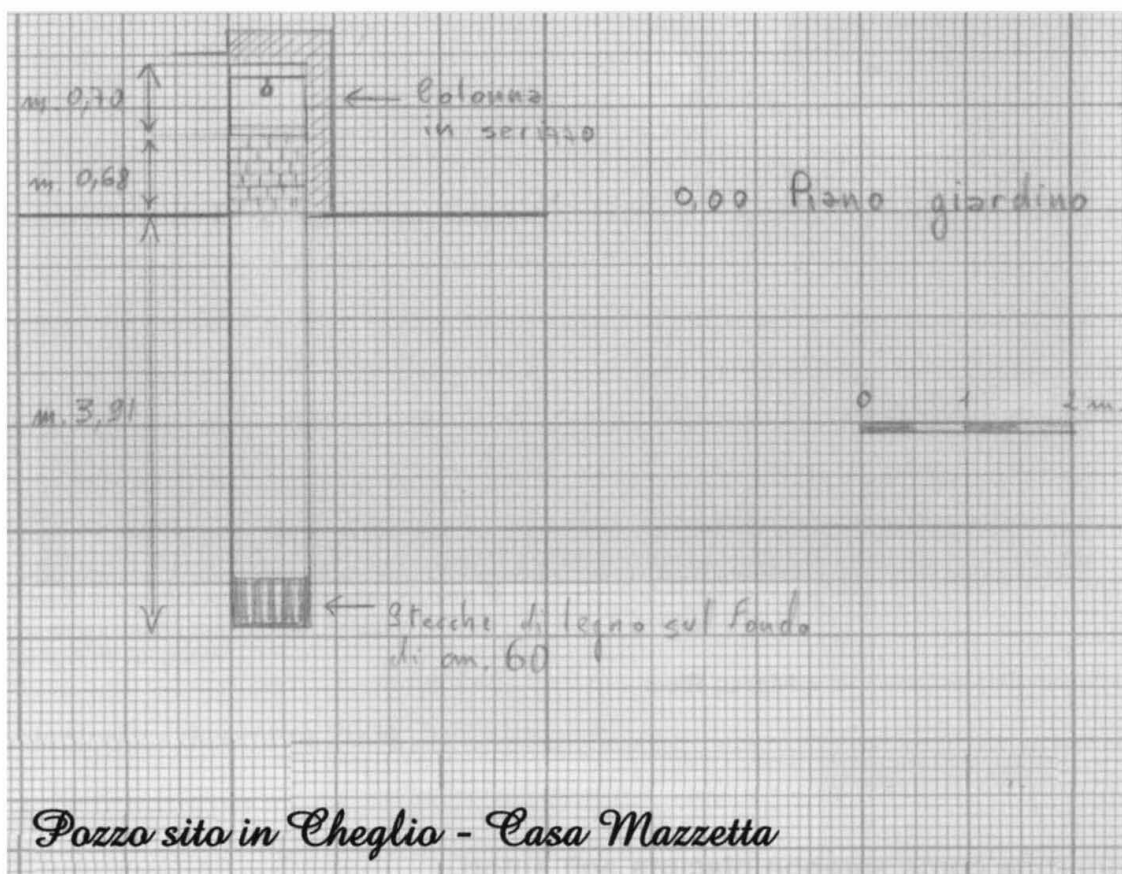 m. 0,70
Colonna
in serizzo
m. 0,68
0,00 Piano giardino
m. 3,91
0 1 2 m.
Stecche di legno sul fondo
di cm. 60
Pozzo sito in Cheglio - Casa Mazzetta